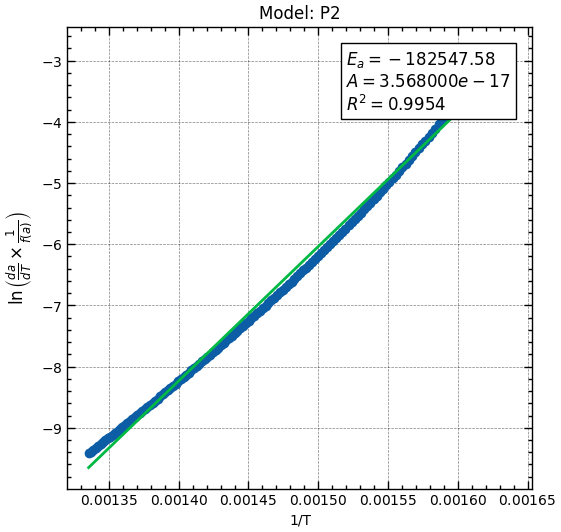 Model: P2
E_a = −182547.58
A = 3.568000e − 17
R² = 0.9954
−3
−4
−5
−6
−7
−8
−9
ln (da/dT × 1/f(a))
0.00135 0.00140 0.00145 0.00150 0.00155 0.00160 0.00165
1/T